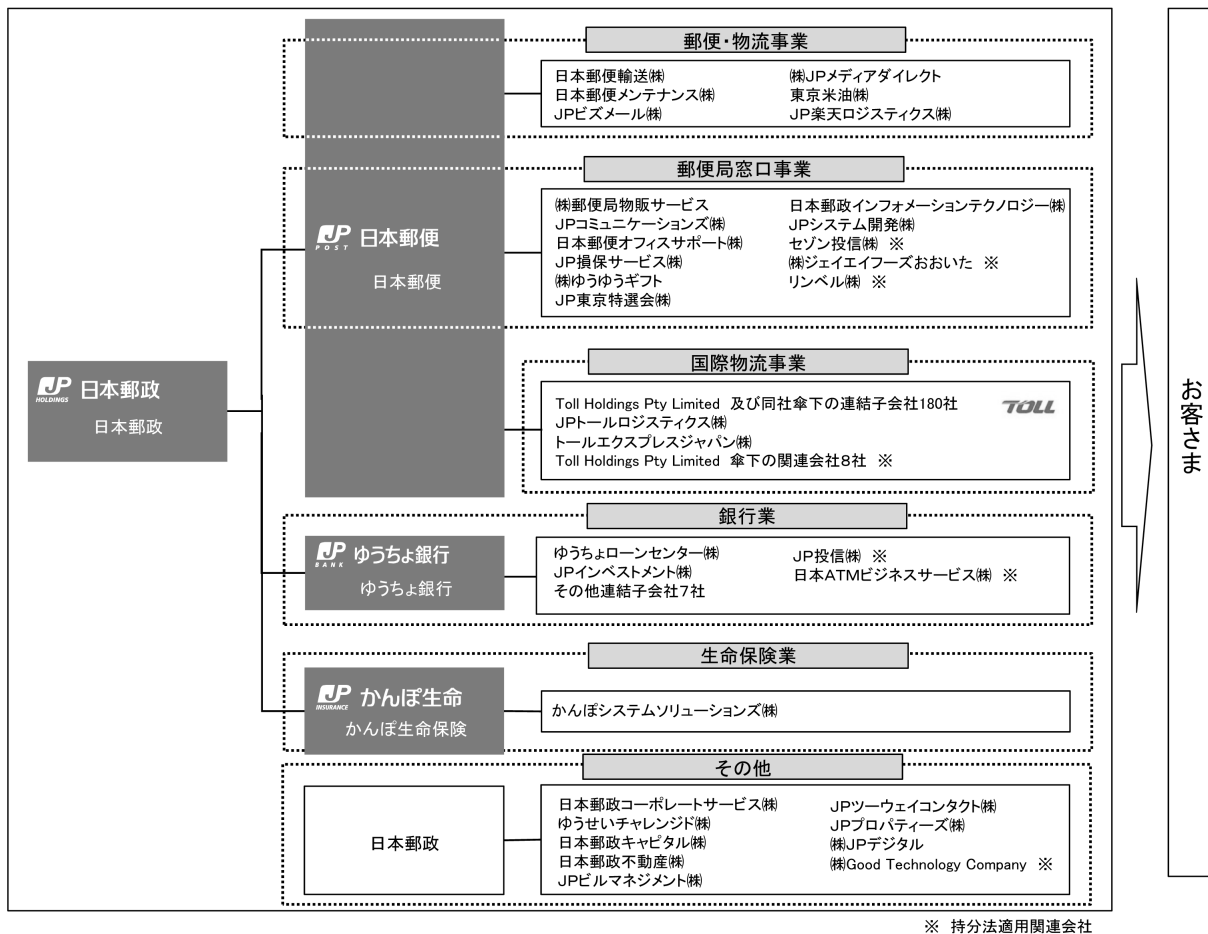 郵便・物流事業
日本郵便輸送㈱
日本郵便メンテナンス㈱
JPビズメール㈱
㈱JPメディアダイレクト
東京米油㈱
JP楽天ロジスティクス㈱
郵便局窓口事業
㈱郵便局物販サービス
JPコミュニケーションズ㈱
日本郵便オフィスサポート㈱
JP損保サービス㈱
㈱ゆうゆうギフト
JP東京特選会㈱
日本郵政インフォメーションテクノロジー㈱
JPシステム開発㈱
セゾン投信㈱ ※
㈱ジェイエイフーズおおいた ※
リンベル㈱ ※
JP POST 日本郵便
日本郵便
国際物流事業
Toll Holdings Pty Limited 及び同社傘下の連結子会社180社
JPトールロジスティクス㈱
トールエクスプレスジャパン㈱
Toll Holdings Pty Limited 傘下の関連会社8社 ※
TOLL
JP HOLDINGS 日本郵政
日本郵政
銀行業
JP BANK ゆうちょ銀行
ゆうちょ銀行
ゆうちょローンセンター㈱
JPインベストメント㈱
その他連結子会社7社
JP投信㈱ ※
日本ATMビジネスサービス㈱ ※
生命保険業
JP INSURANCE かんぽ生命
かんぽ生命保険
かんぽシステムソリューションズ㈱
その他
日本郵政
日本郵政コーポレートサービス㈱
ゆうせいチャレンジド㈱
日本郵政キャピタル㈱
日本郵政不動産㈱
JPビルマネジメント㈱
JPツーウェイコンタクト㈱
JPプロパティーズ㈱
㈱JPデジタル
㈱Good Technology Company ※
お客さま
※ 持分法適用関連会社